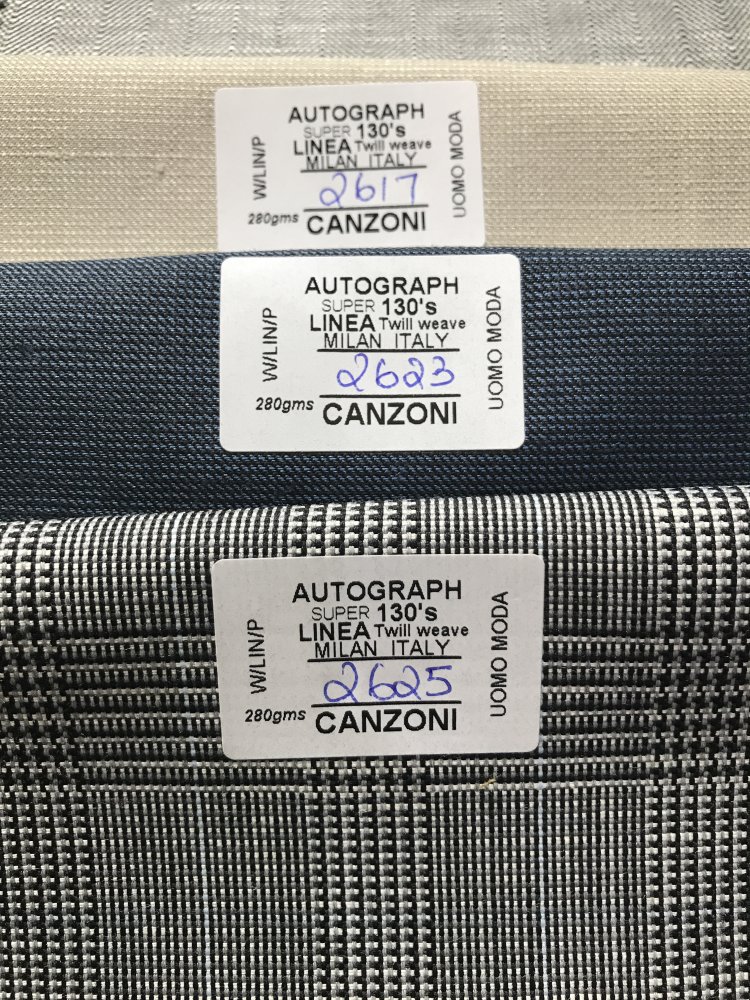 AUTOGRAPH
SUPER 130's
LINEA Twill weave
MILAN ITALY
2617
CANZONI
W/LIN/P
280gms
UOMO MODA
AUTOGRAPH
SUPER 130's
LINEA Twill weave
MILAN ITALY
2623
CANZONI
W/LIN/P
280gms
UOMO MODA
AUTOGRAPH
SUPER 130's
LINEA Twill weave
MILAN ITALY
2625
CANZONI
W/LIN/P
280gms
UOMO MODA